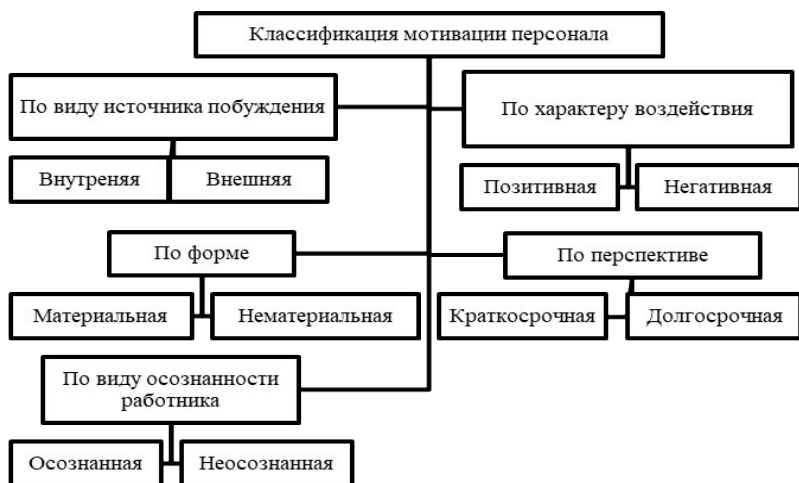 Классификация мотивации персонала
По виду источника побуждения
По характеру воздействия
Внутреняя
Внешняя
Позитивная
Негативная
По форме
По перспективе
Материальная
Нематериальная
Краткосрочная
Долгосрочная
По виду осознанности
работника
Осознанная
Неосознанная